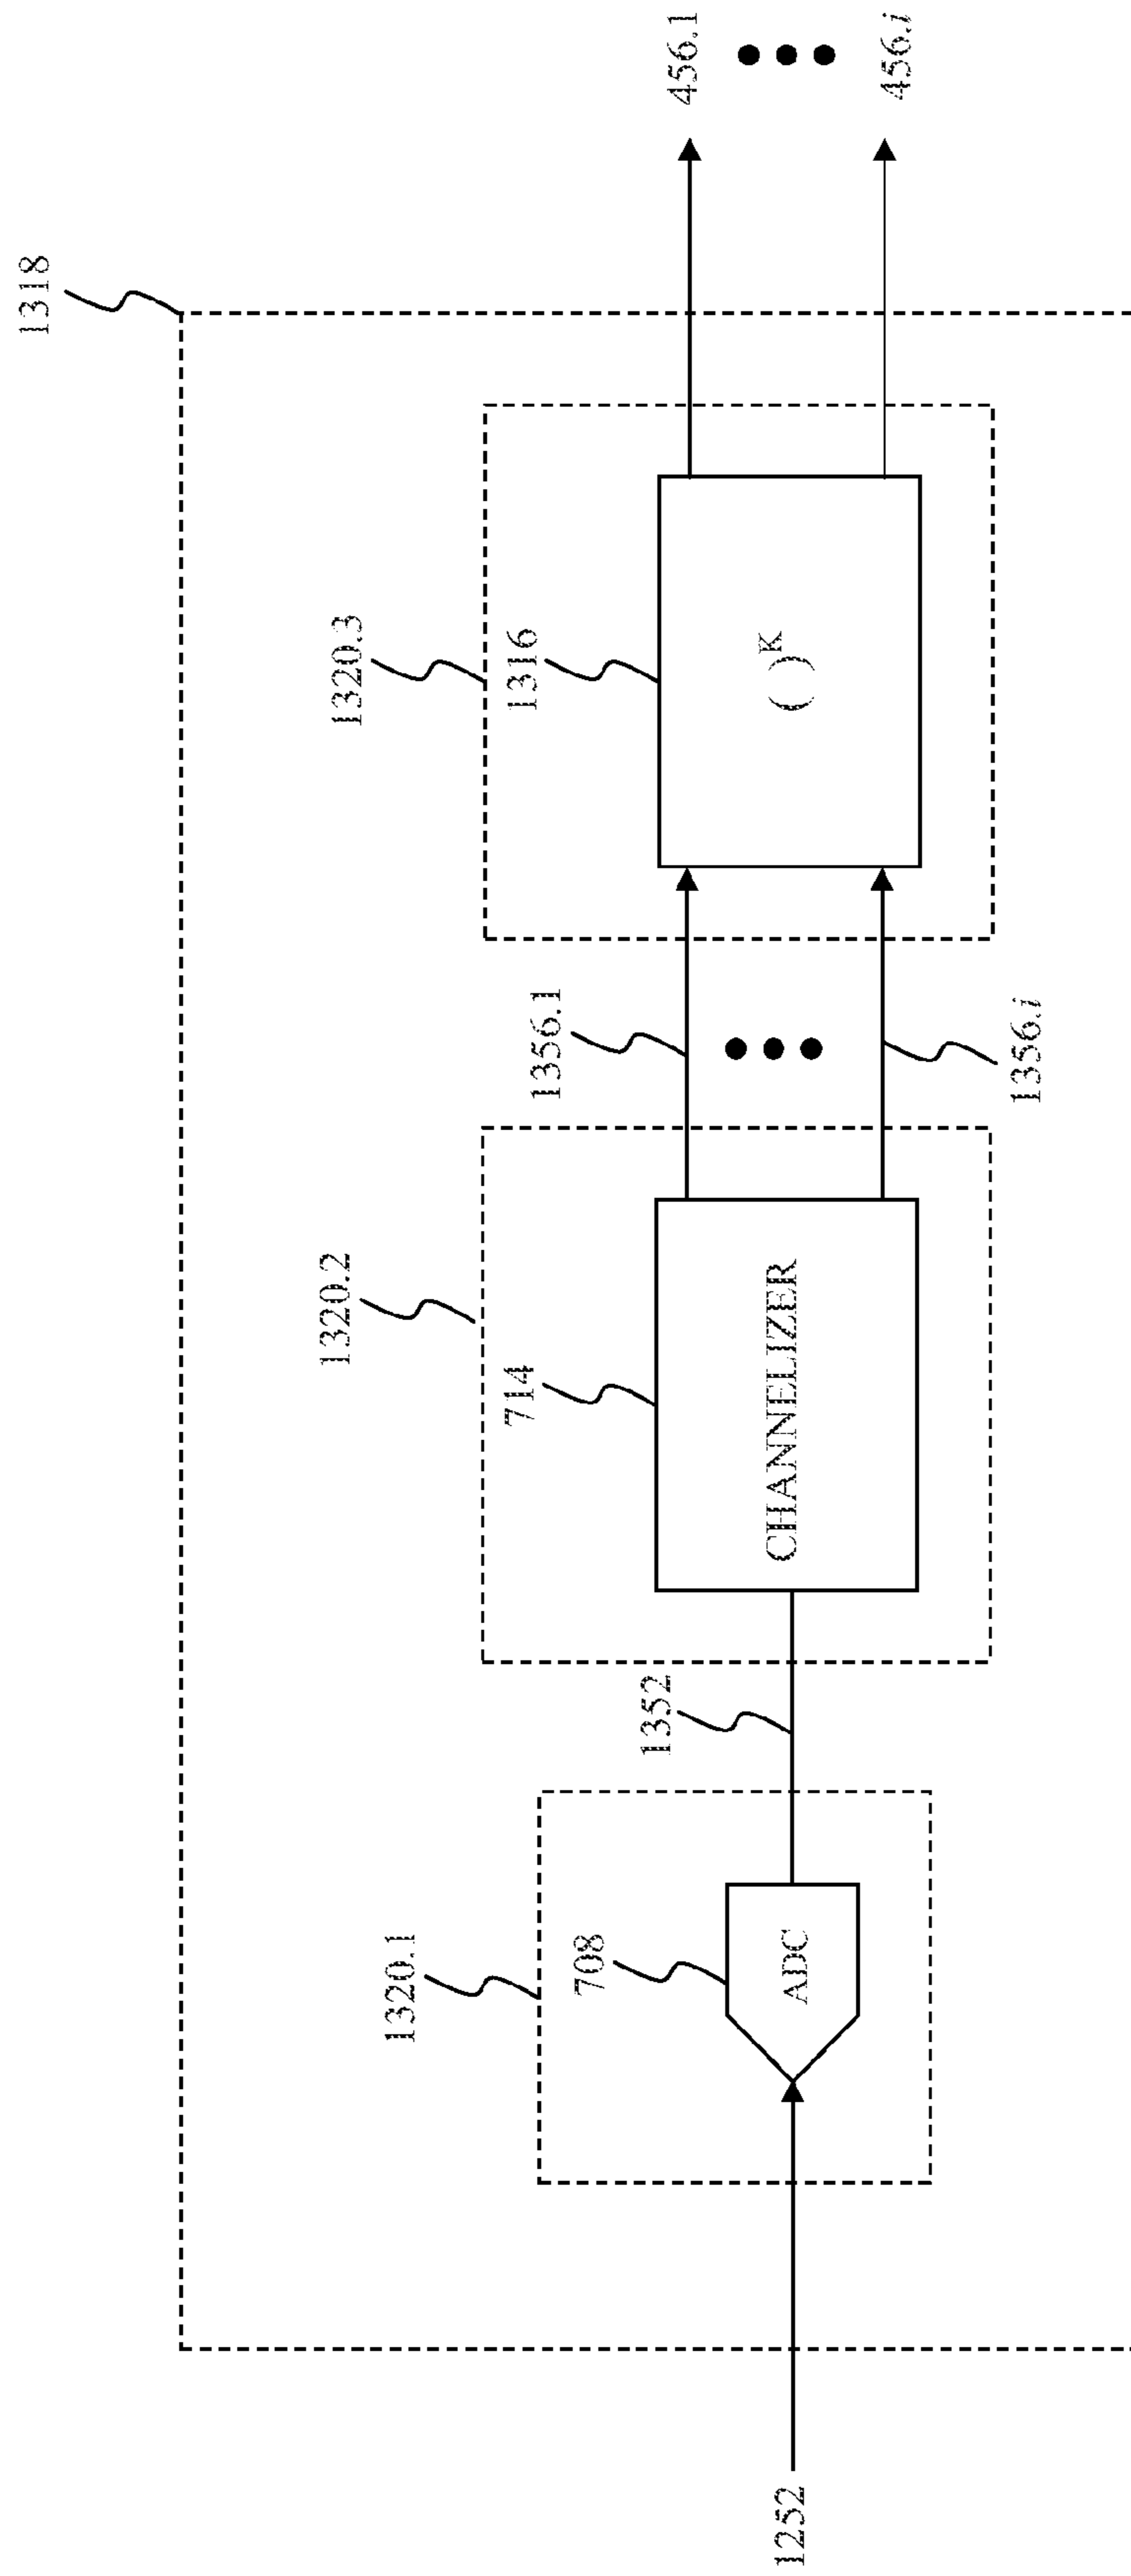 1318
1320.3
1316
( )ᴷ
456.1
456.i
1320.2
714
CHANNELIZER
1356.1
1356.i
1320.1
708
ADC
1352
1252